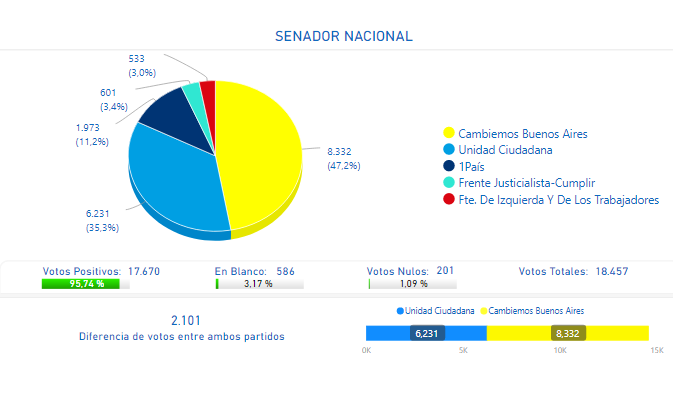 SENADOR NACIONAL
533
(3,0%)
601
(3,4%)
1.973
(11,2%)
8.332
(47,2%)
6.231
(35,3%)
Cambiemos Buenos Aires
Unidad Ciudadana
1País
Frente Justicialista-Cumplir
Fte. De Izquierda Y De Los Trabajadores
Votos Positivos: 17.670
95,74 %
En Blanco: 586
3,17 %
Votos Nulos: 201
1,09 %
Votos Totales: 18.457
2.101
Diferencia de votos entre ambos partidos
Unidad Ciudadana Cambiemos Buenos Aires
6,231 8,332
0K 5K 10K 15K